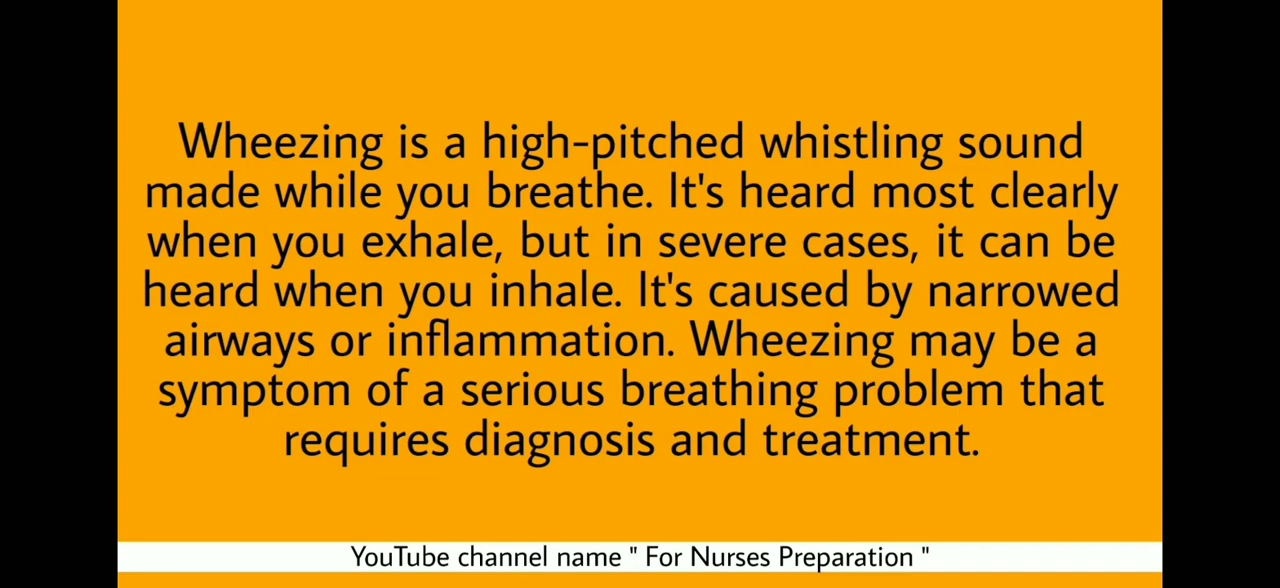 Wheezing is a high-pitched whistling sound
made while you breathe. It's heard most clearly
when you exhale, but in severe cases, it can be
heard when you inhale. It's caused by narrowed
airways or inflammation. Wheezing may be a
symptom of a serious breathing problem that
requires diagnosis and treatment.
YouTube channel name " For Nurses Preparation "